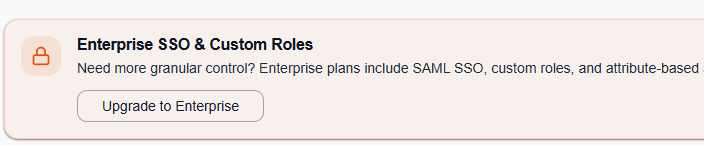 Enterprise SSO & Custom Roles
Need more granular control? Enterprise plans include SAML SSO, custom roles, and attribute-based
Upgrade to Enterprise